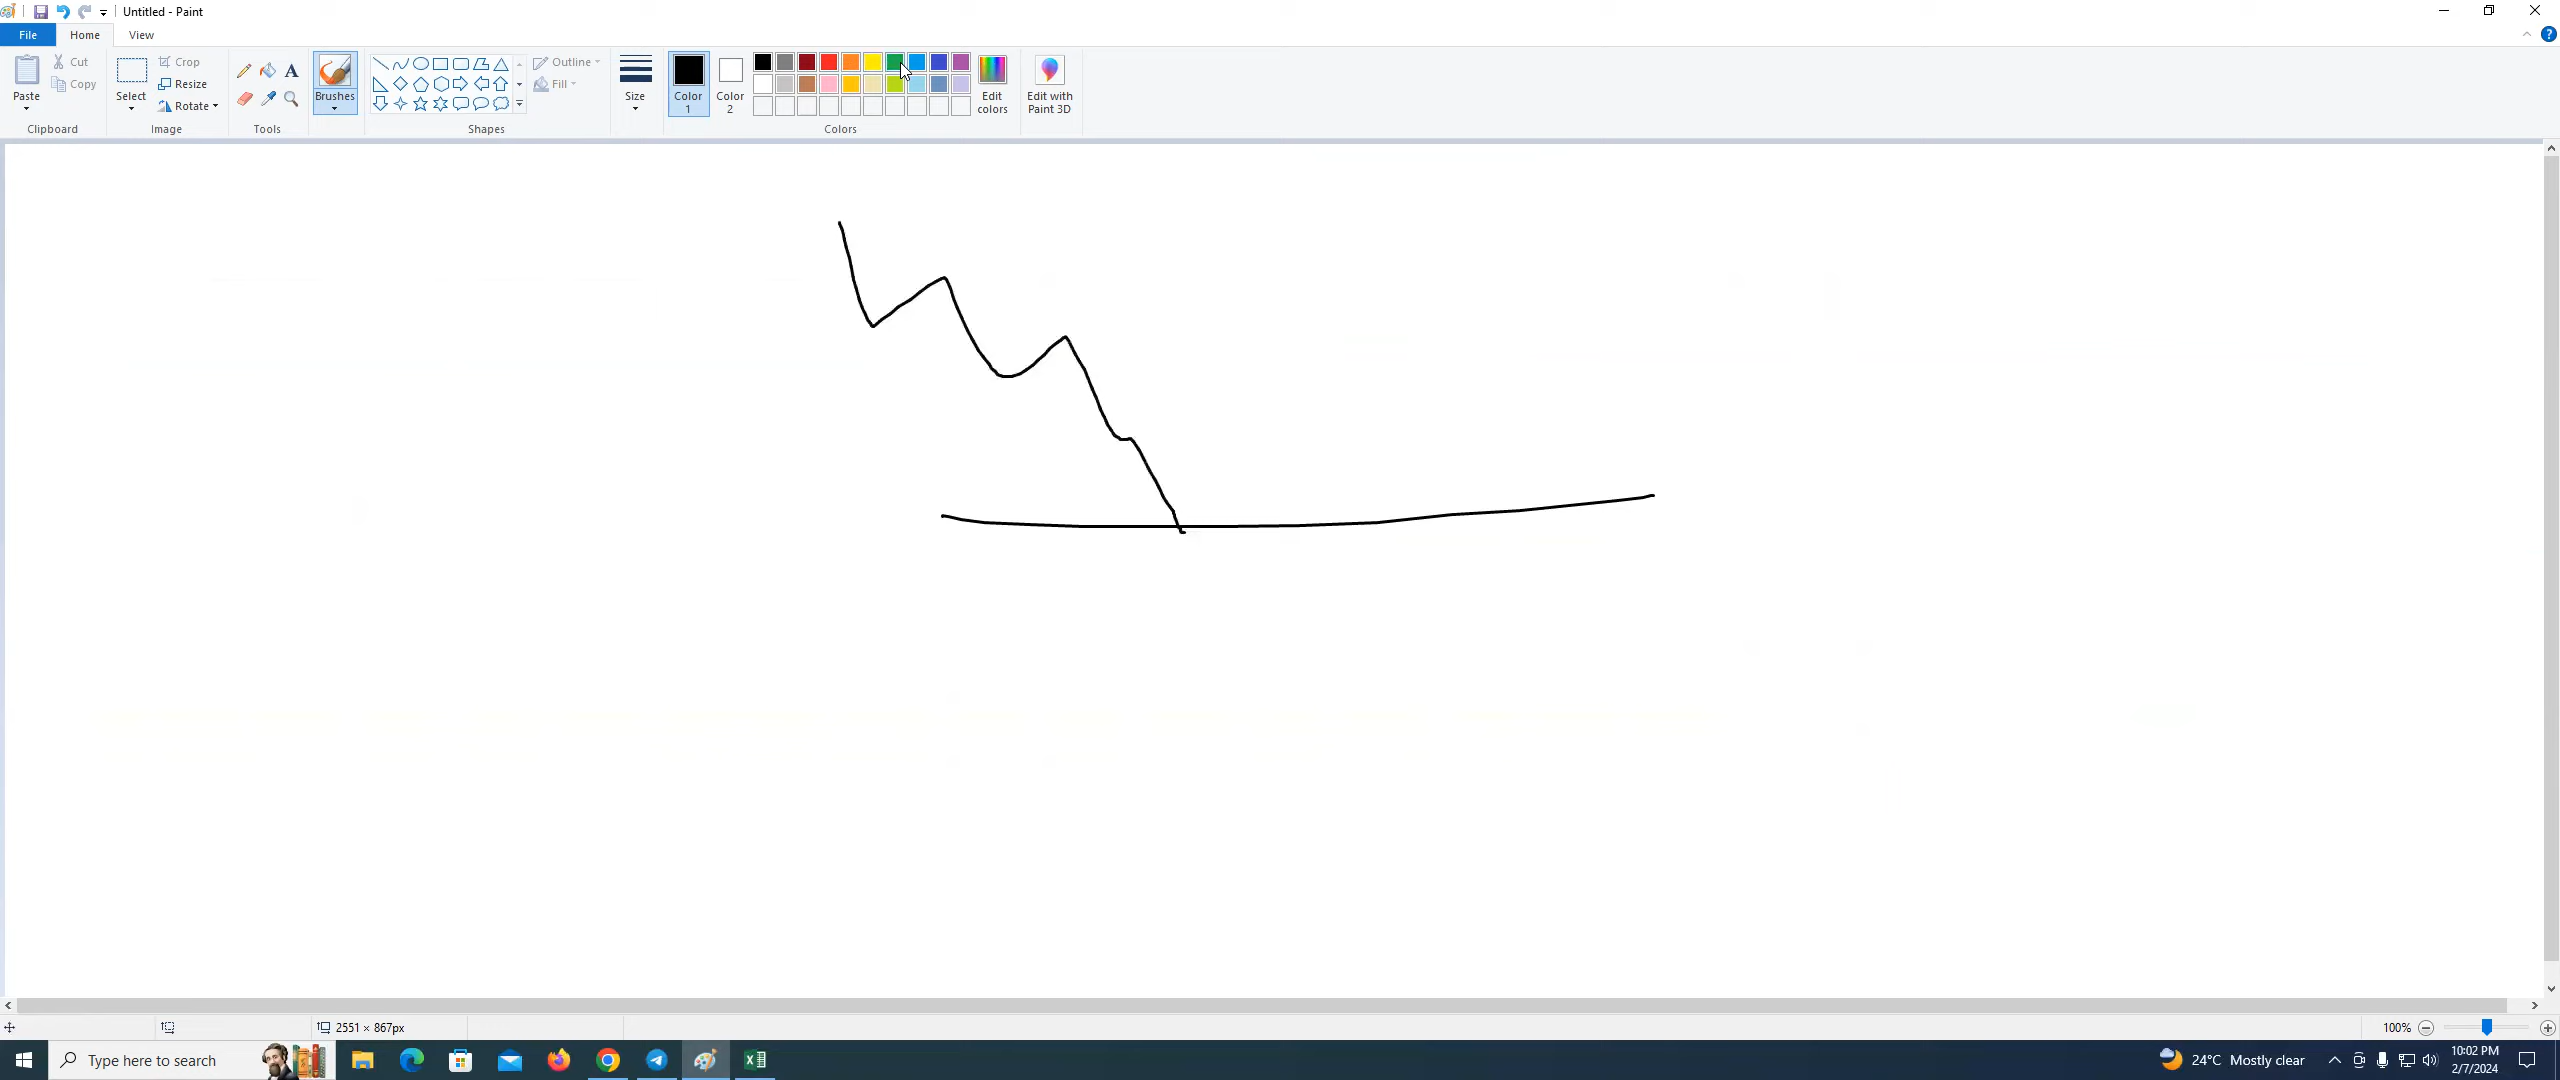 Untitled - Paint
File
Home
View
Paste
Cut
Copy
Clipboard
Select
Crop
Resize
Rotate
Image
A
Tools
Brushes
Outline
Fill
Shapes
Size
Color 1
Color 2
Edit colors
Colors
Edit with Paint 3D
2551 × 867px
100%
Type here to search
24°C Mostly clear
10:02 PM
2/7/2024